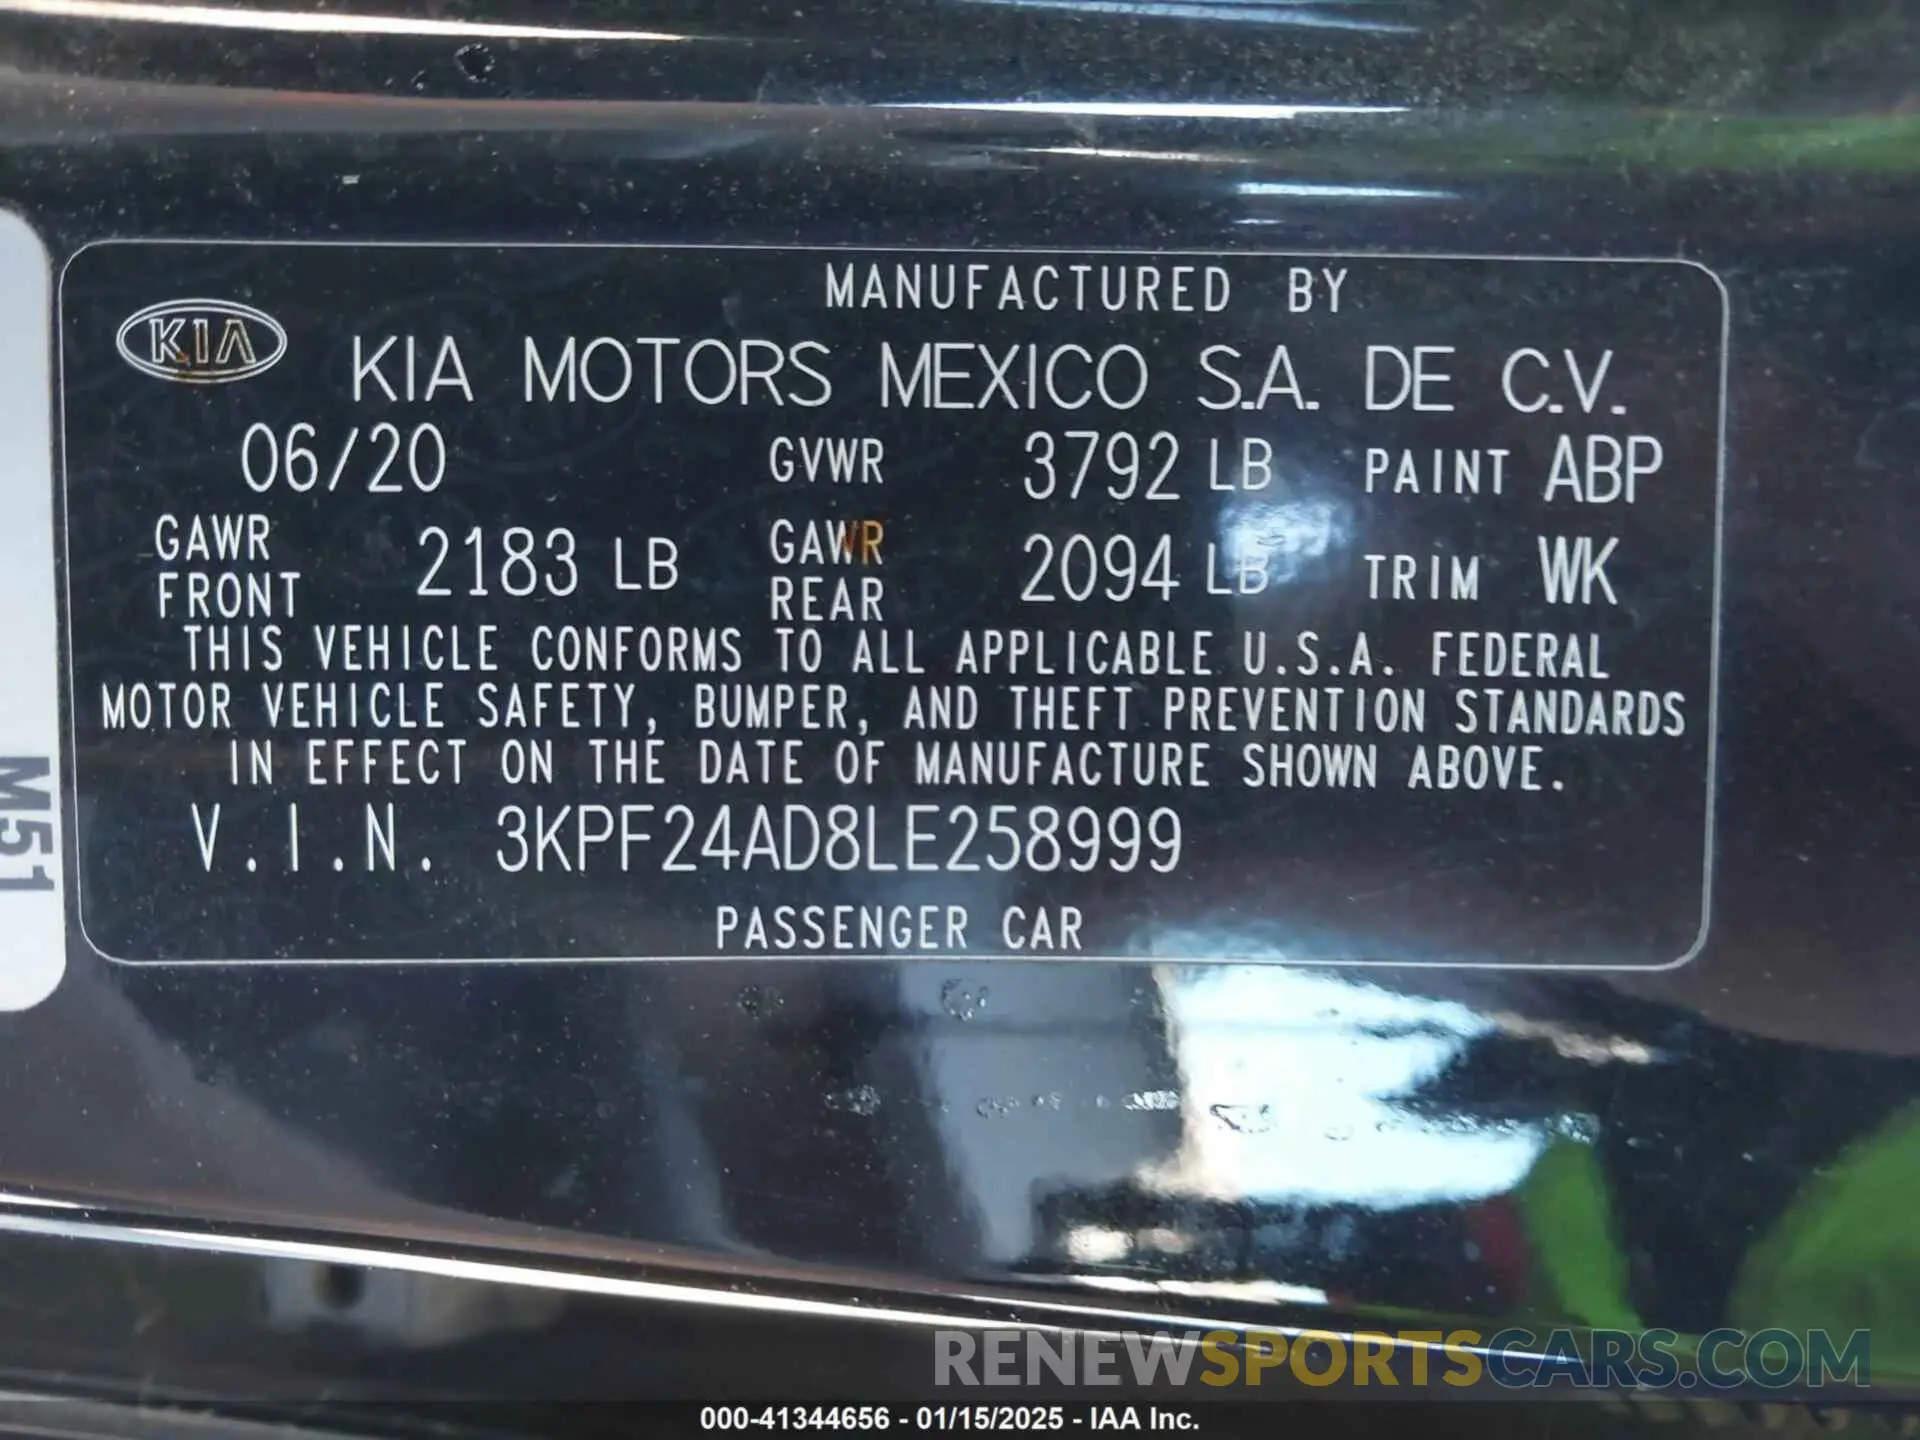 MANUFACTURED BY
KIA KIA MOTORS MEXICO S.A. DE C.V.
06/20 GVWR 3792 LB PAINT ABP
GAWR FRONT 2183 LB GAWR REAR 2094 LB TRIM WK
THIS VEHICLE CONFORMS TO ALL APPLICABLE U.S.A. FEDERAL
MOTOR VEHICLE SAFETY, BUMPER, AND THEFT PREVENTION STANDARDS
IN EFFECT ON THE DATE OF MANUFACTURE SHOWN ABOVE.
V.I.N. 3KPF24AD8LE258999
PASSENGER CAR
M51
RENEWSPORTSCARS.COM
000-41344656 - 01/15/2025 - IAA Inc.